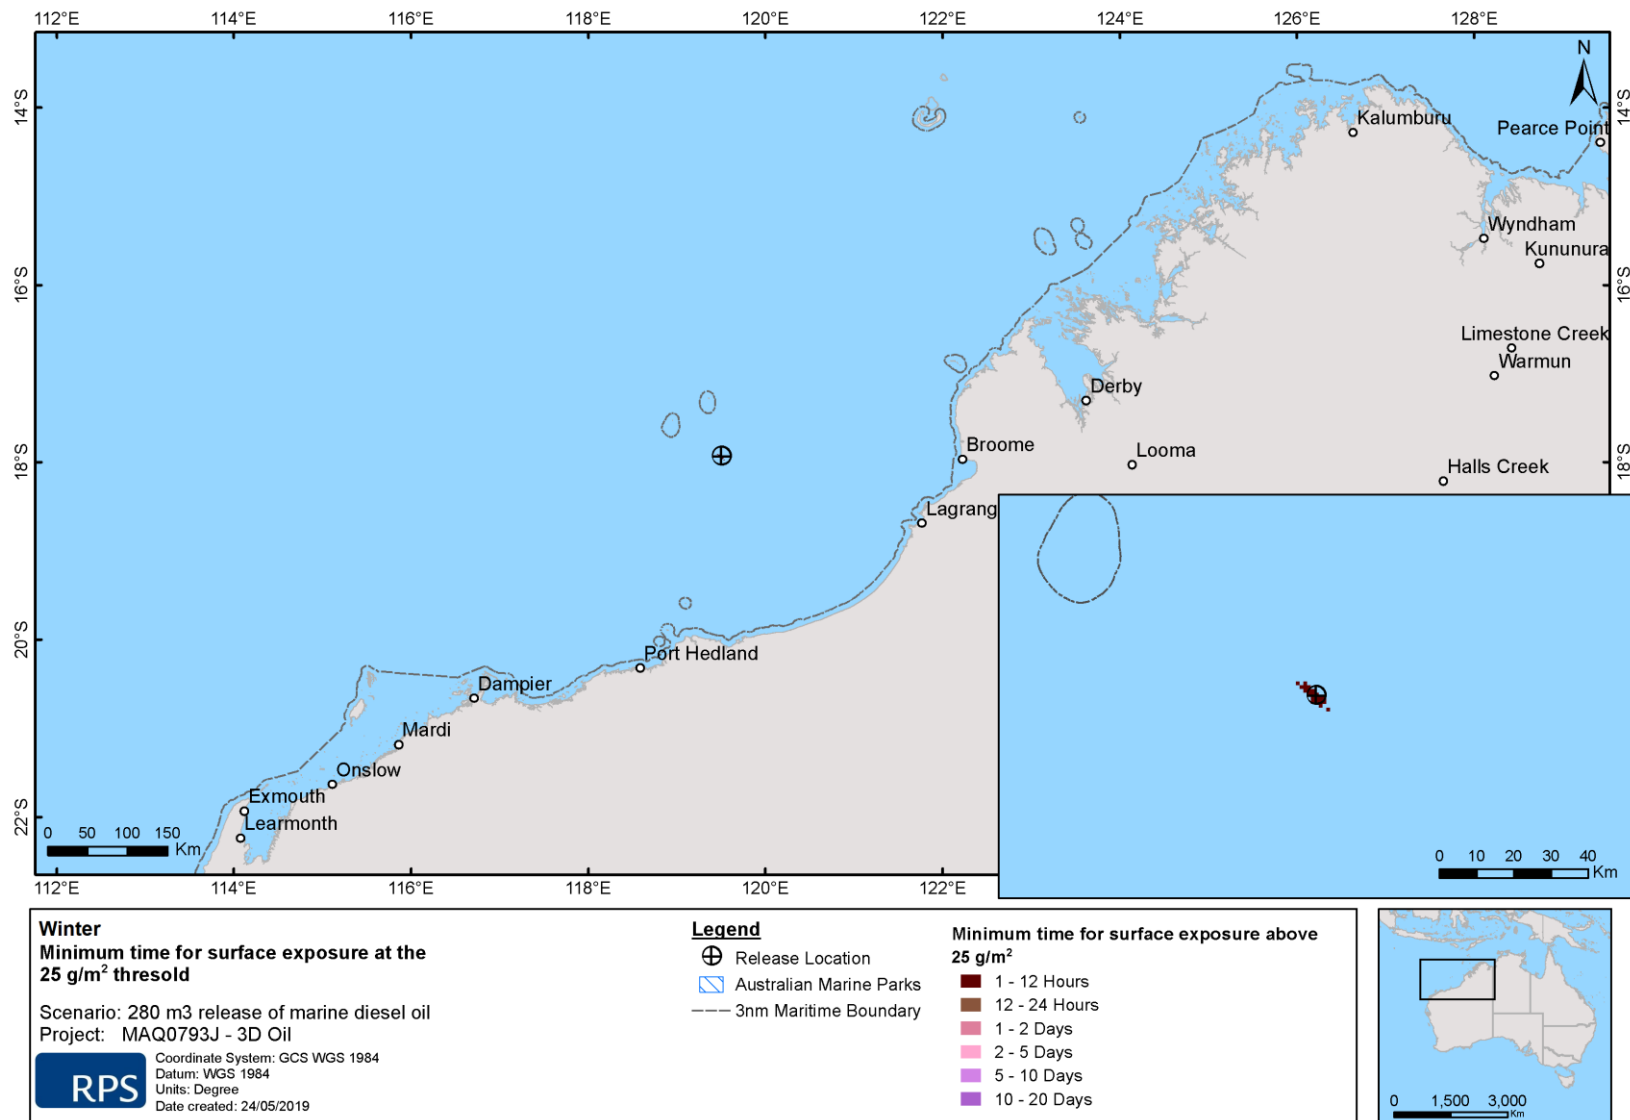 112°E 114°E 116°E 118°E 120°E 122°E 124°E 126°E 128°E
N
14°S 14°S
Kalumburu
Pearce Point
Wyndham
Kununura
16°S 16°S
Limestone Creek
Warmun
Derby
Broome
Looma
18°S 18°S
Halls Creek
Lagrang
20°S
Port Hedland
Dampier
Mardi
Onslow
Exmouth
22°S
Learmonth
0 50 100 150
Km
0 10 20 30 40
Km
112°E 114°E 116°E 118°E 120°E 122°E
Winter
Minimum time for surface exposure at the
25 g/m² thresold
Scenario: 280 m3 release of marine diesel oil
Project: MAQ0793J - 3D Oil
RPS
Coordinate System: GCS WGS 1984
Datum: WGS 1984
Units: Degree
Date created: 24/05/2019
Legend
Release Location
Australian Marine Parks
3nm Maritime Boundary
Minimum time for surface exposure above
25 g/m²
1 - 12 Hours
12 - 24 Hours
1 - 2 Days
2 - 5 Days
5 - 10 Days
10 - 20 Days
0 1,500 3,000
Km